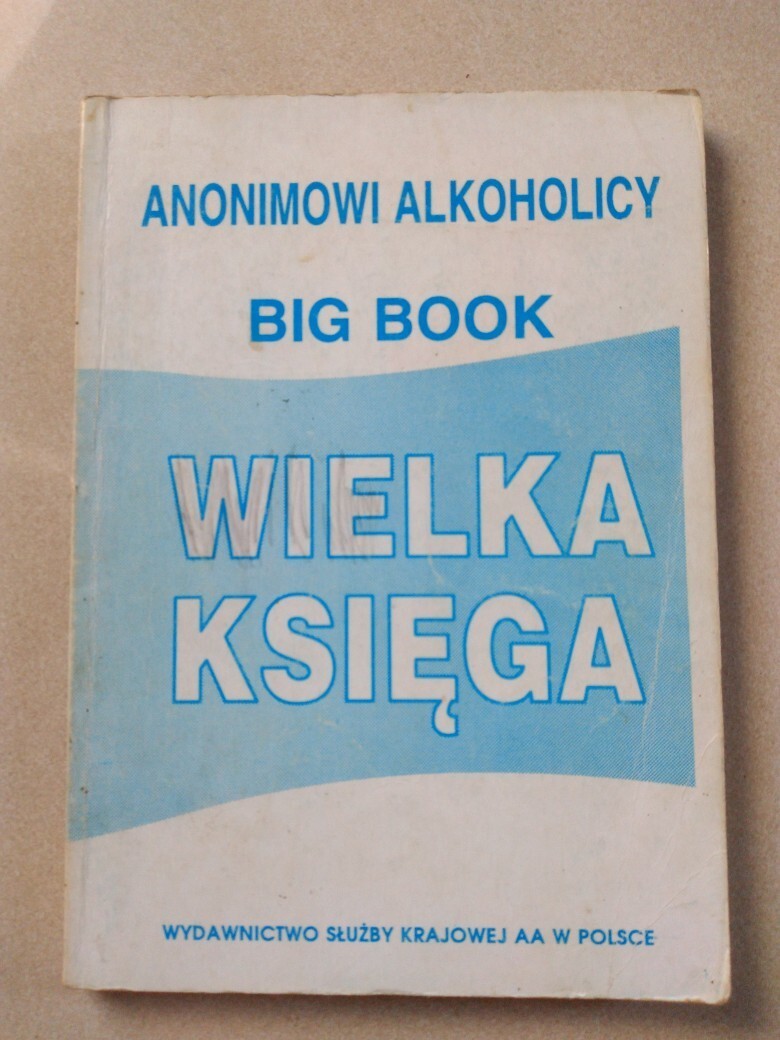 ANONIMOWI ALKOHOLICY
BIG BOOK
WIELKA
KSIĘGA
WYDAWNICTWO SŁUŻBY KRAJOWEJ AA W POLSCE